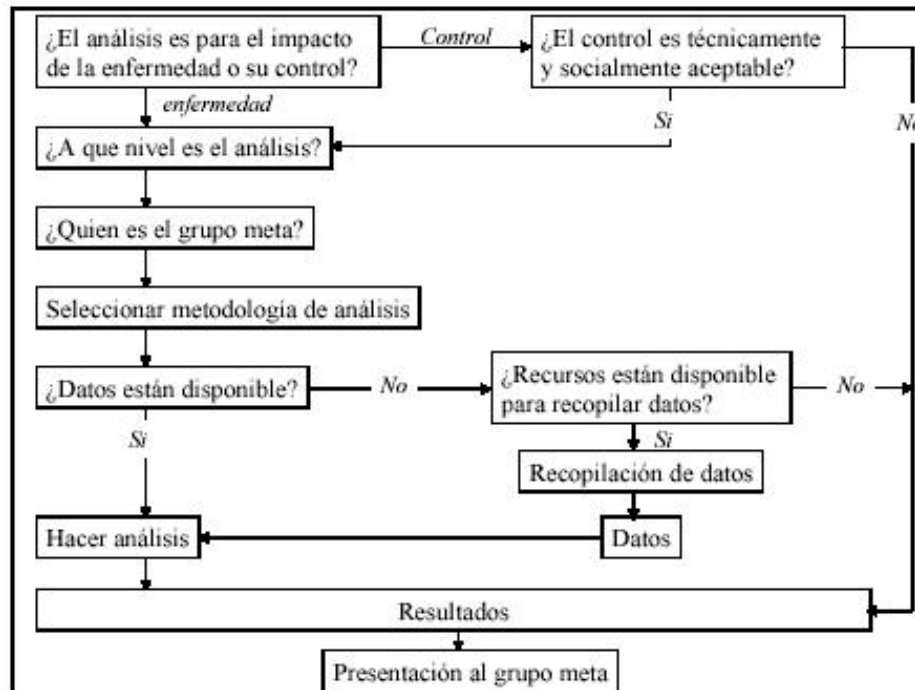 ¿El análisis es para el impacto
de la enfermedad o su control?
Control
¿El control es técnicamente
y socialmente aceptable?
enfermedad
Si
No
¿A que nivel es el análisis?
¿Quien es el grupo meta?
Seleccionar metodología de análisis
¿Datos están disponible?
No
¿Recursos están disponible
para recopilar datos?
No
Si
Si
Recopilación de datos
Hacer análisis
Datos
Resultados
Presentación al grupo meta